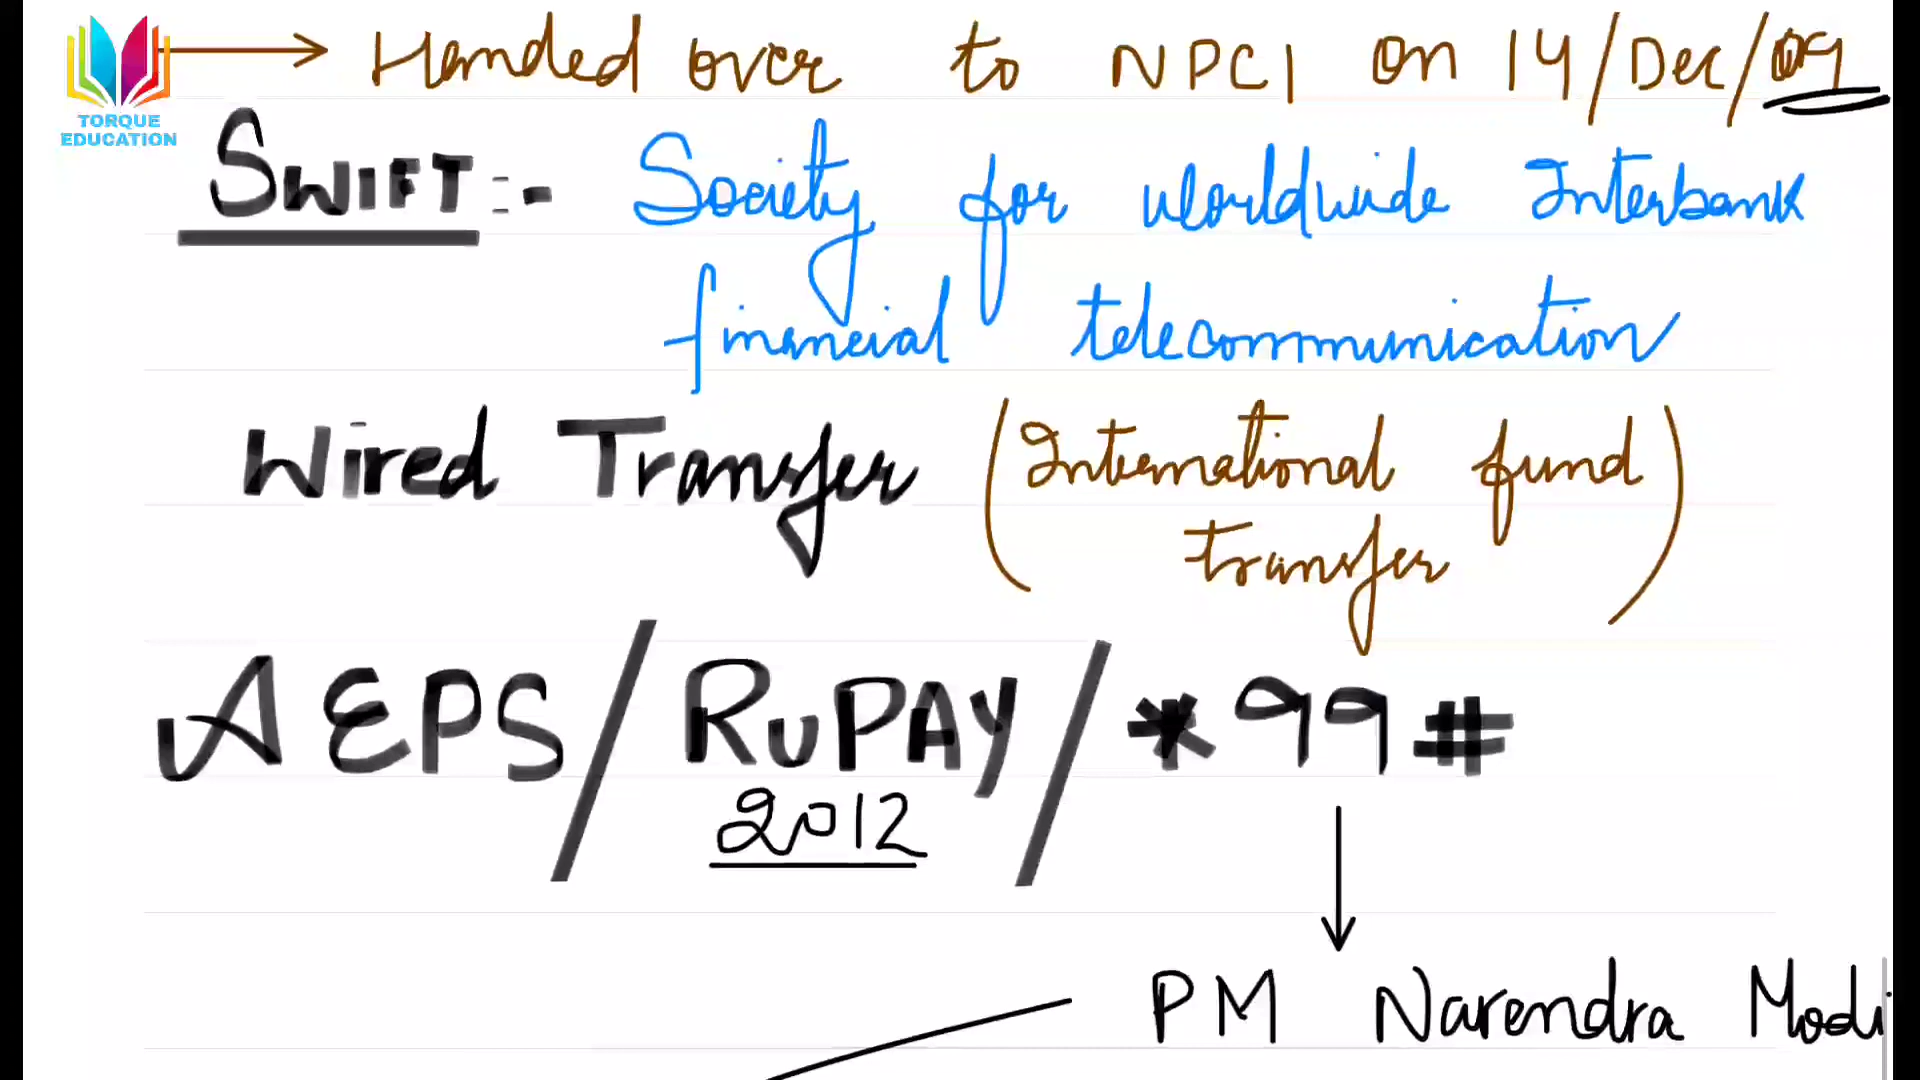 → Handed over to NPCI on 14/Dec/09
TORQUE
EDUCATION
SWIFT:- Society for Worldwide Interbank
financial telecommunication
Wired Transfer (International fund
transfer)
AEPS/RuPAY/*99#
2012
PM Narendra Modi